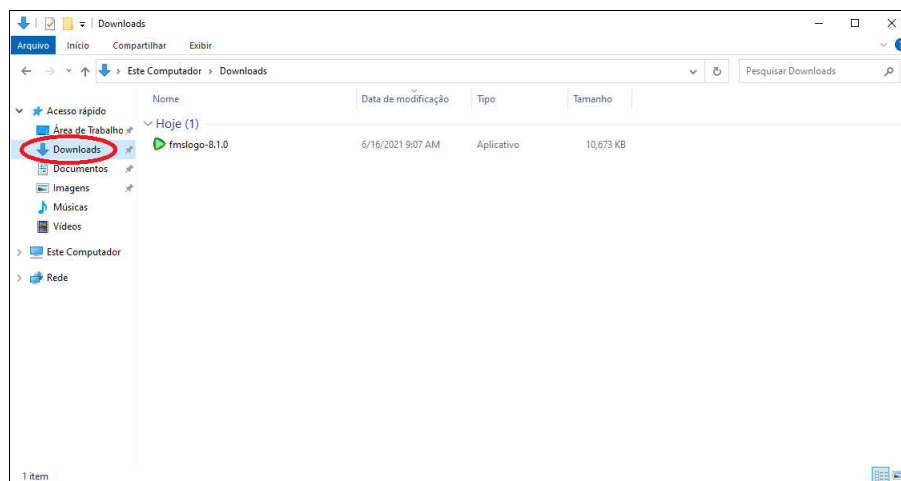 Downloads
Arquivo Início Compartilhar Exibir
Este Computador Downloads
Pesquisar Downloads
Nome Data de modificação Tipo Tamanho
Acesso rápido
Área de Trabalho
Downloads
Documentos
Imagens
Músicas
Vídeos
Este Computador
Rede
Hoje (1)
fmslogo-8.1.0 6/16/2021 9:07 AM Aplicativo 10,673 KB
1 item